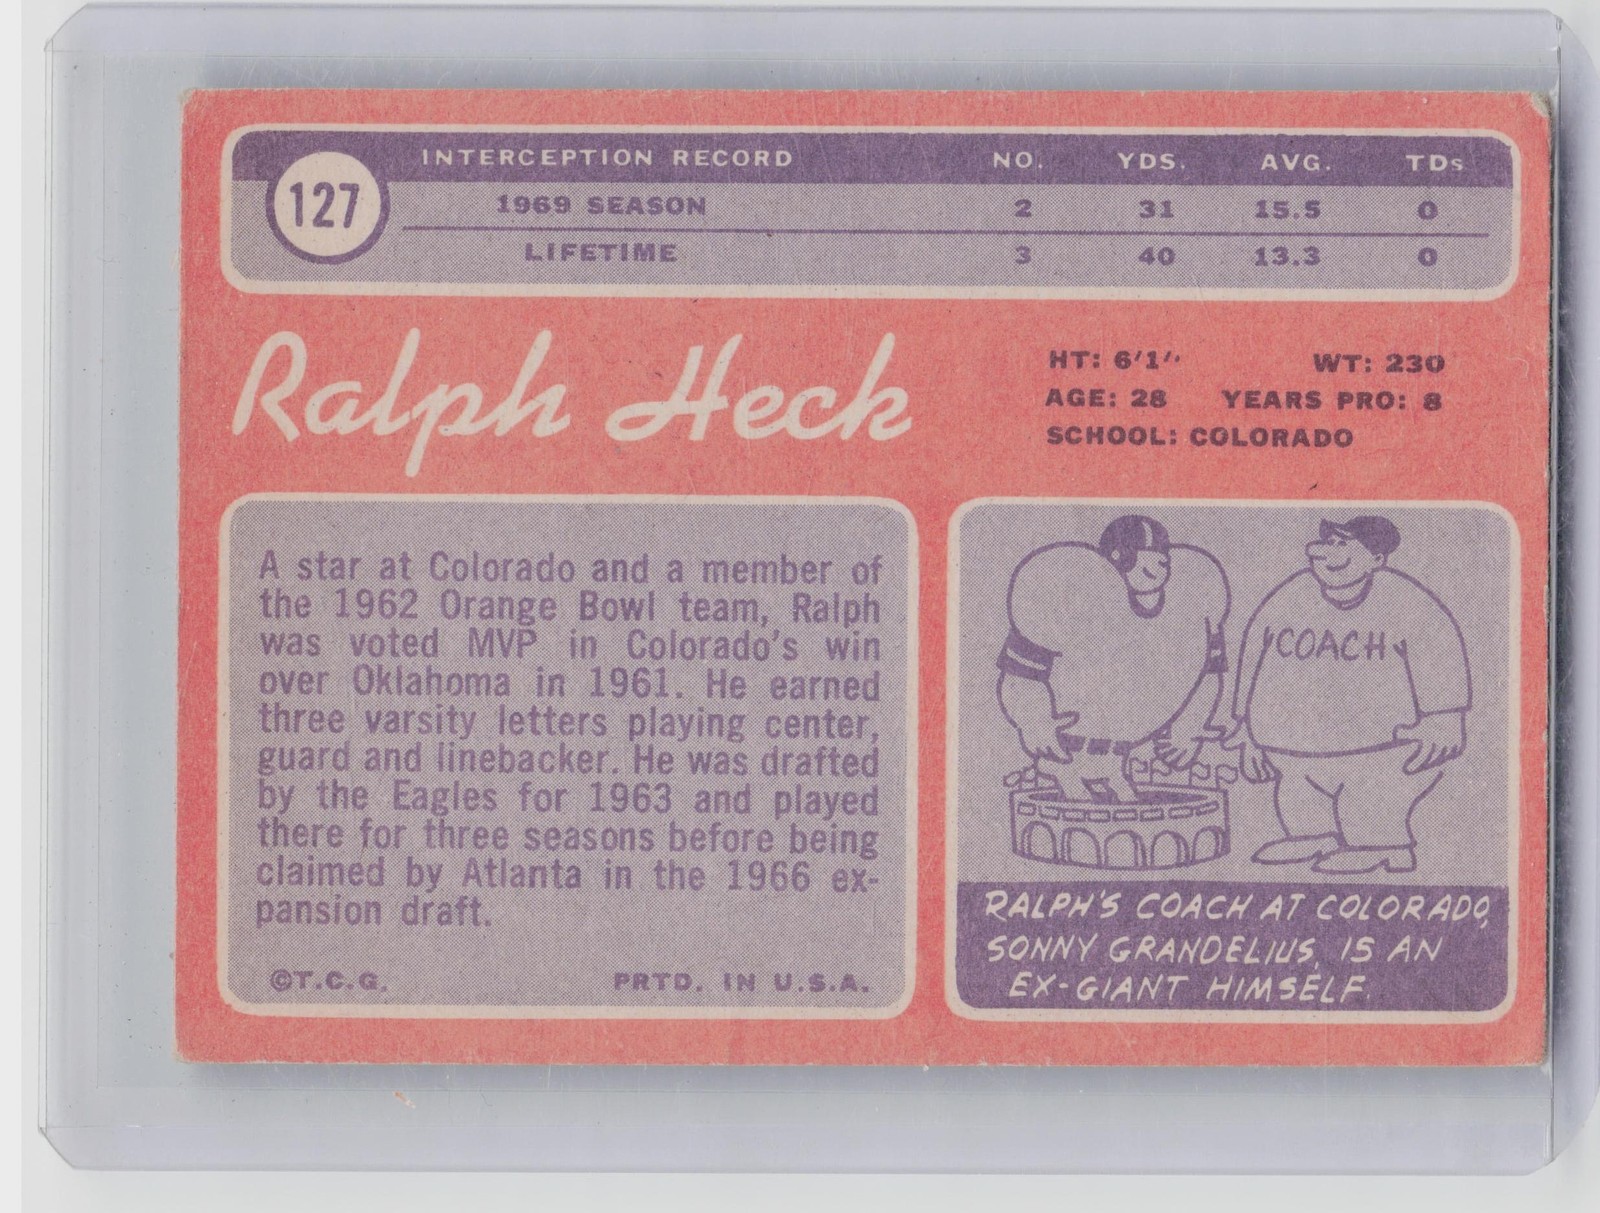 127
INTERCEPTION RECORD NO. YDS. AVG. TDs
1969 SEASON 2 31 15.5 0
LIFETIME 3 40 13.3 0
Ralph Heck
HT: 6'1" WT: 230
AGE: 28 YEARS PRO: 8
SCHOOL: COLORADO
A star at Colorado and a member of
the 1962 Orange Bowl team, Ralph
was voted MVP in Colorado's win
over Oklahoma in 1961. He earned
three varsity letters playing center,
guard and linebacker. He was drafted
by the Eagles for 1963 and played
there for three seasons before being
claimed by Atlanta in the 1966 ex-
pansion draft.
©T.C.G. PRTD. IN U.S.A.
COACH
RALPH'S COACH AT COLORADO,
SONNY GRANDELIUS, IS AN
EX-GIANT HIMSELF.